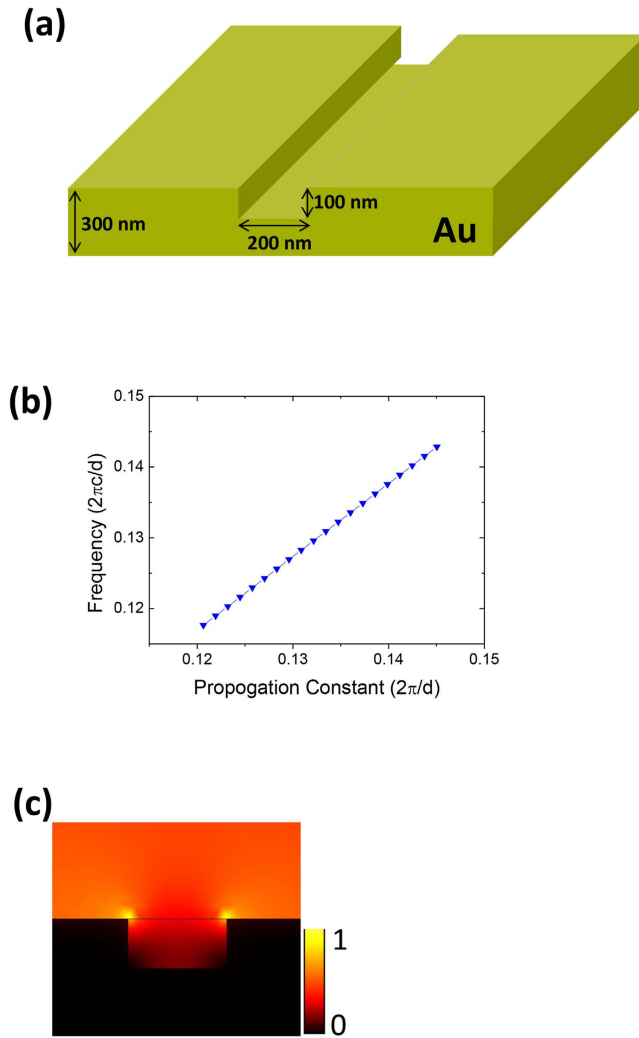 (a)
300 nm
100 nm
200 nm
Au
(b)
0.15
0.14
0.13
0.12
Frequency (2πc/d)
0.12 0.13 0.14 0.15
Propogation Constant (2π/d)
(c)
1
0